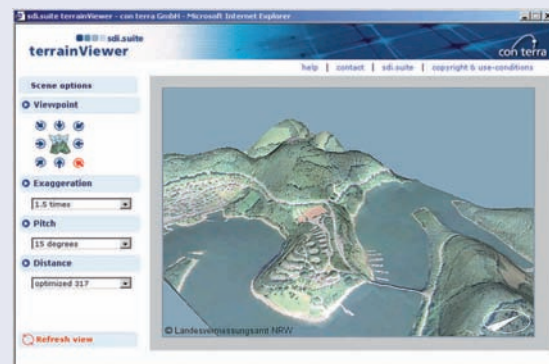 sdi.suite terrainViewer - con terra GmbH - Microsoft Internet Explorer
sdi.suite
terrainViewer
con terra
help | contact | sdi.suite | copyright & use-conditions
Scene options
Viewpoint
Exaggeration
1.5 times
Pitch
15 degrees
Distance
optimized 317
Refresh view
© Landesvermessungsamt NRW